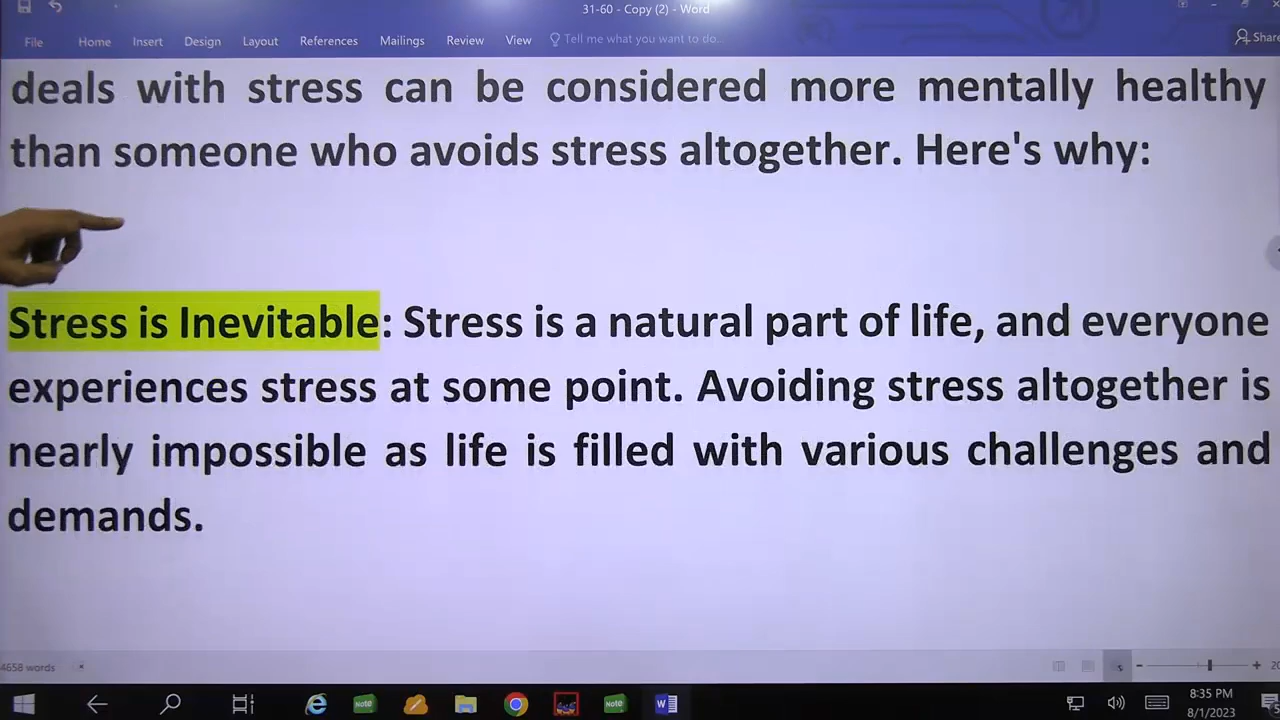 31-60 - Copy (2) - Word
File Home Insert Design Layout References Mailings Review View Tell me what you want to do... Share
deals with stress can be considered more mentally healthy
than someone who avoids stress altogether. Here's why:
Stress is Inevitable: Stress is a natural part of life, and everyone
experiences stress at some point. Avoiding stress altogether is
nearly impossible as life is filled with various challenges and
demands.
4658 words
Note Note
8:35 PM
8/1/2023